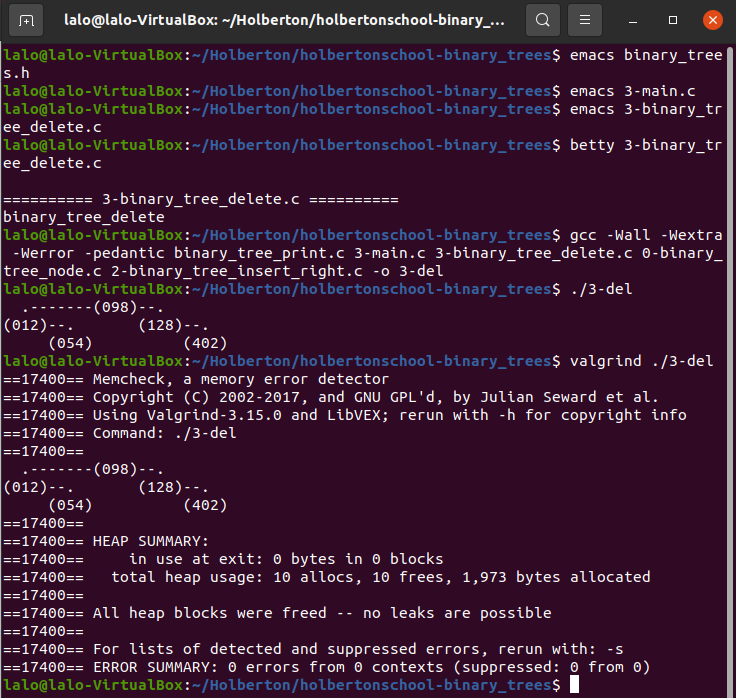 lalo@lalo-VirtualBox: ~/Holberton/holbertonschool-binary_...
lalo@lalo-VirtualBox:~/Holberton/holbertonschool-binary_trees$ emacs binary_tree
s.h
lalo@lalo-VirtualBox:~/Holberton/holbertonschool-binary_trees$ emacs 3-main.c
lalo@lalo-VirtualBox:~/Holberton/holbertonschool-binary_trees$ emacs 3-binary_tr
ee_delete.c
lalo@lalo-VirtualBox:~/Holberton/holbertonschool-binary_trees$ betty 3-binary_tr
ee_delete.c

========== 3-binary_tree_delete.c ==========
binary_tree_delete
lalo@lalo-VirtualBox:~/Holberton/holbertonschool-binary_trees$ gcc -Wall -Wextra
 -Werror -pedantic binary_tree_print.c 3-main.c 3-binary_tree_delete.c 0-binary_
tree_node.c 2-binary_tree_insert_right.c -o 3-del
lalo@lalo-VirtualBox:~/Holberton/holbertonschool-binary_trees$ ./3-del
  .-------(098)--.
(012)--.       (128)--.
     (054)          (402)
lalo@lalo-VirtualBox:~/Holberton/holbertonschool-binary_trees$ valgrind ./3-del
==17400== Memcheck, a memory error detector
==17400== Copyright (C) 2002-2017, and GNU GPL'd, by Julian Seward et al.
==17400== Using Valgrind-3.15.0 and LibVEX; rerun with -h for copyright info
==17400== Command: ./3-del
==17400==
  .-------(098)--.
(012)--.       (128)--.
     (054)          (402)
==17400==
==17400== HEAP SUMMARY:
==17400==     in use at exit: 0 bytes in 0 blocks
==17400==   total heap usage: 10 allocs, 10 frees, 1,973 bytes allocated
==17400==
==17400== All heap blocks were freed -- no leaks are possible
==17400==
==17400== For lists of detected and suppressed errors, rerun with: -s
==17400== ERROR SUMMARY: 0 errors from 0 contexts (suppressed: 0 from 0)
lalo@lalo-VirtualBox:~/Holberton/holbertonschool-binary_trees$